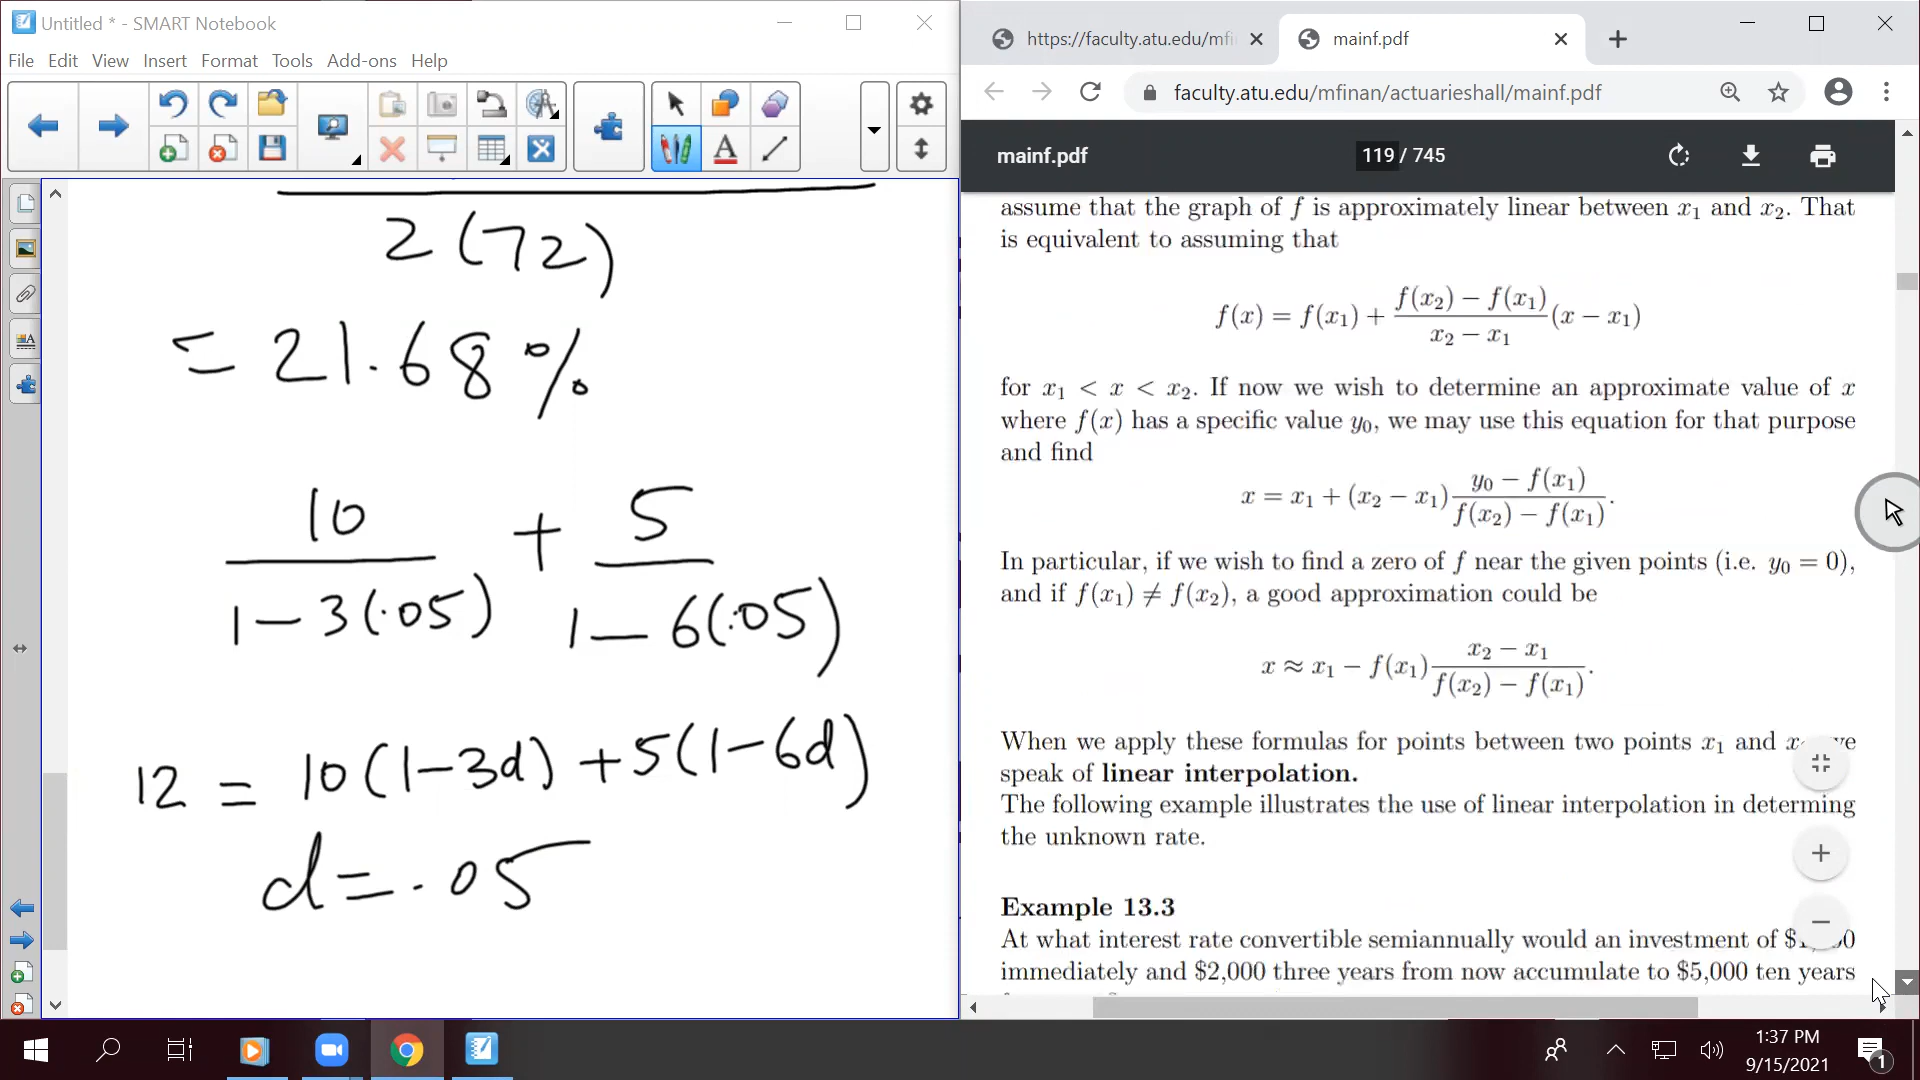 Untitled * - SMART Notebook
File Edit View Insert Format Tools Add-ons Help
2(72)
= 21.68%
10/(1-3(.05)) + 5/(1-6(.05))
12 = 10(1-3d) +5(1-6d)
d=.05
https://faculty.atu.edu/mfi
mainf.pdf
faculty.atu.edu/mfinan/actuarieshall/mainf.pdf
mainf.pdf
119 / 745
assume that the graph of f is approximately linear between x₁ and x₂. That
is equivalent to assuming that
f(x) = f(x₁) + (f(x₂) − f(x₁))/(x₂ − x₁) (x − x₁)
for x₁ < x < x₂. If now we wish to determine an approximate value of x
where f(x) has a specific value y₀, we may use this equation for that purpose
and find
x = x₁ + (x₂ − x₁) (y₀ − f(x₁))/(f(x₂) − f(x₁)).
In particular, if we wish to find a zero of f near the given points (i.e. y₀ = 0),
and if f(x₁) ≠ f(x₂), a good approximation could be
x ≈ x₁ − f(x₁) (x₂ − x₁)/(f(x₂) − f(x₁)).
When we apply these formulas for points between two points x₁ and we
speak of linear interpolation.
The following example illustrates the use of linear interpolation in determing
the unknown rate.
Example 13.3
At what interest rate convertible semiannually would an investment of
immediately and $2,000 three years from now accumulate to $5,000 ten years
1:37 PM
9/15/2021
1